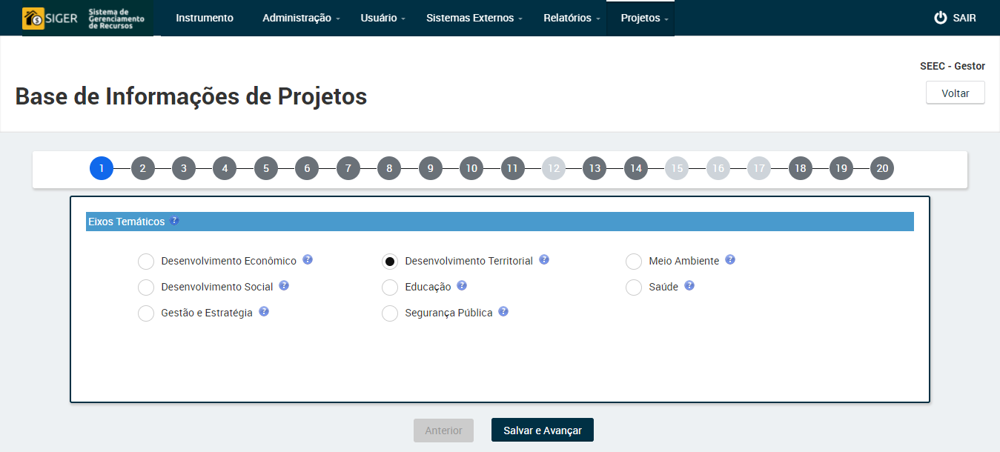 SIGER Sistema de
Gerenciamento
de Recursos
Instrumento Administração Usuário Sistemas Externos Relatórios Projetos SAIR
SEEC - Gestor
Base de Informações de Projetos
Voltar
1 2 3 4 5 6 7 8 9 10 11 12 13 14 15 16 17 18 19 20
Eixos Temáticos ?
Desenvolvimento Econômico ? Desenvolvimento Territorial ? Meio Ambiente ?
Desenvolvimento Social ? Educação ? Saúde ?
Gestão e Estratégia ? Segurança Pública ?
Anterior Salvar e Avançar